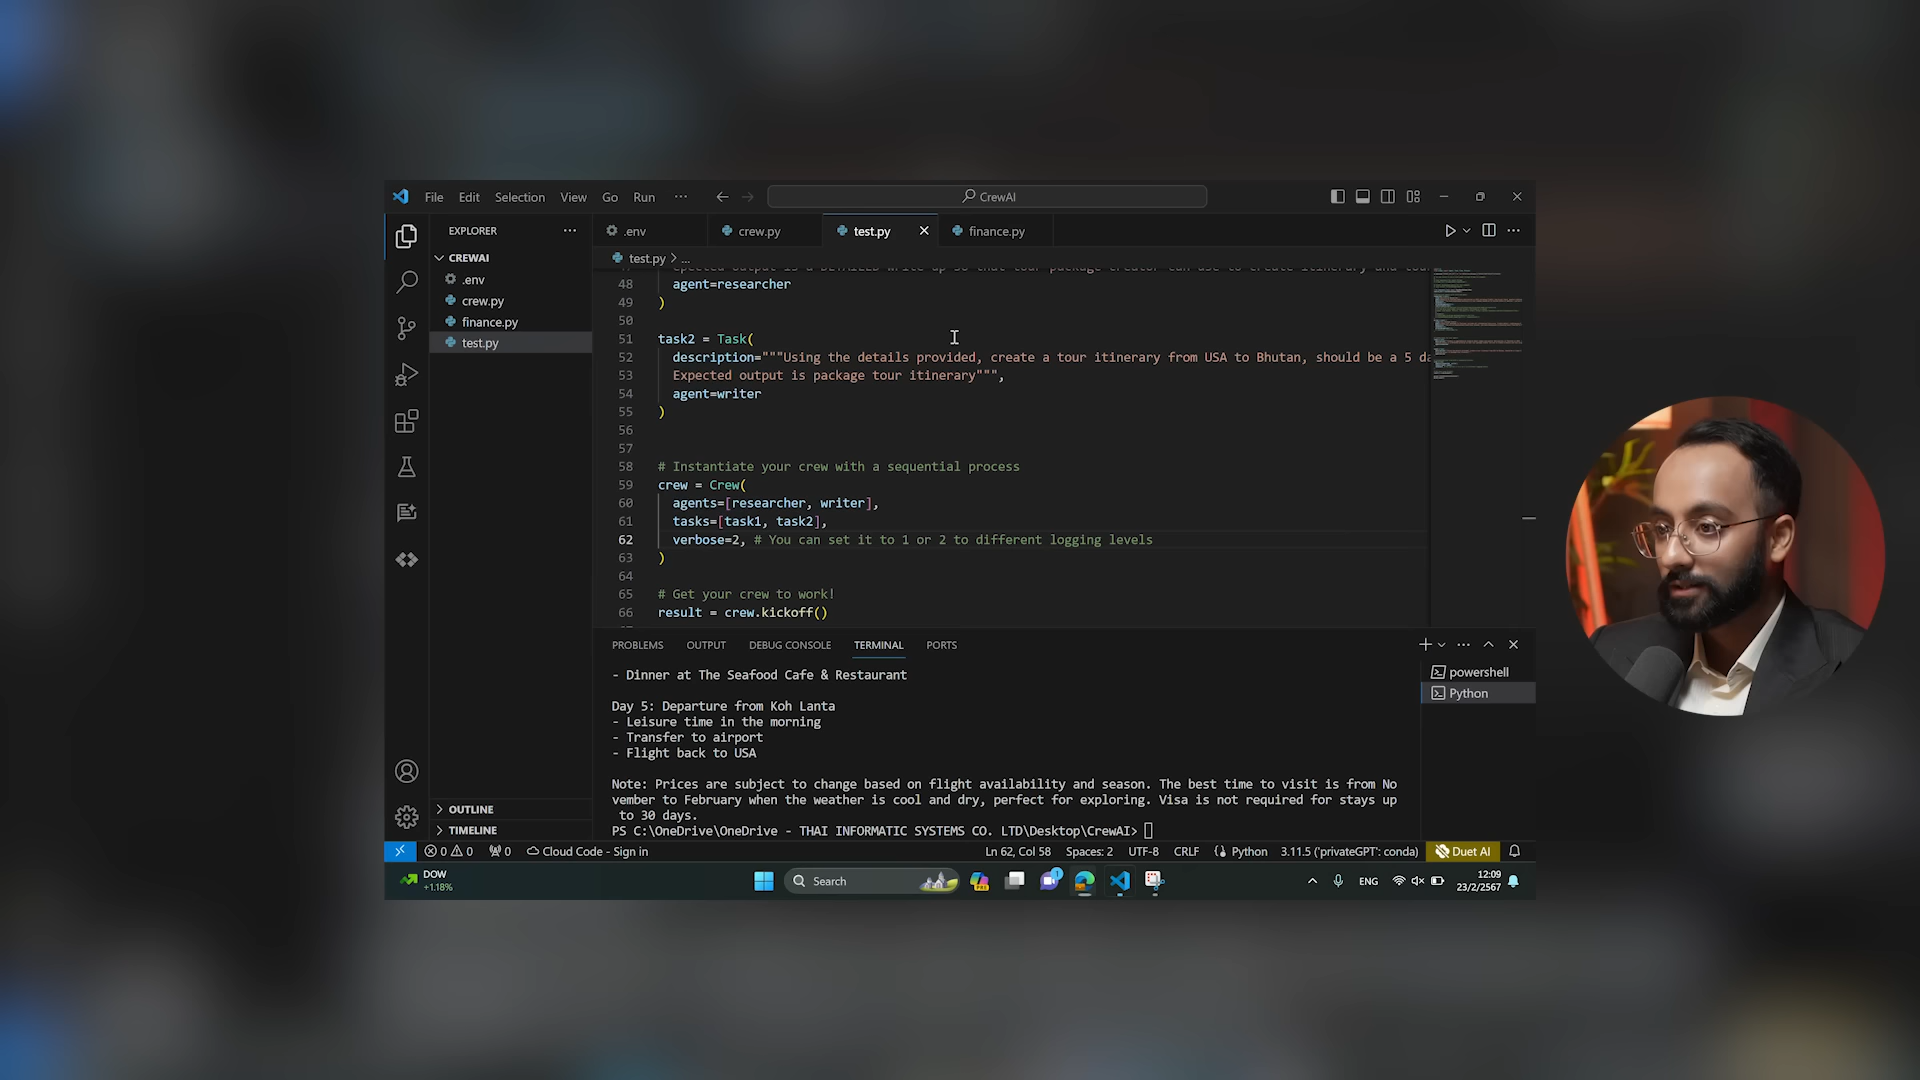 File Edit Selection View Go Run ··· CrewAI
EXPLORER ···
.env crew.py test.py finance.py
CREWAI
test.py > ...
.env
crew.py
finance.py
test.py
48 agent=researcher
49 )
50
51 task2 = Task(
52 description="""Using the details provided, create a tour itinerary from USA to Bhutan, should be a 5 da
53 Expected output is package tour itinerary""",
54 agent=writer
55 )
56
57
58 # Instantiate your crew with a sequential process
59 crew = Crew(
60 agents=[researcher, writer],
61 tasks=[task1, task2],
62 verbose=2, # You can set it to 1 or 2 to different logging levels
63 )
64
65 # Get your crew to work!
66 result = crew.kickoff()
PROBLEMS OUTPUT DEBUG CONSOLE TERMINAL PORTS
powershell
Python
- Dinner at The Seafood Cafe & Restaurant
Day 5: Departure from Koh Lanta
- Leisure time in the morning
- Transfer to airport
- Flight back to USA
Note: Prices are subject to change based on flight availability and season. The best time to visit is from No
vember to February when the weather is cool and dry, perfect for exploring. Visa is not required for stays up
to 30 days.
PS C:\OneDrive\OneDrive - THAI INFORMATIC SYSTEMS CO. LTD\Desktop\CrewAI>
OUTLINE
TIMELINE
0 0 0 Cloud Code - Sign in Ln 62, Col 58 Spaces: 2 UTF-8 CRLF Python 3.11.5 ('privateGPT': conda) Duet AI
DOW
+1.18%
Search
ENG
12:09
23/2/2567